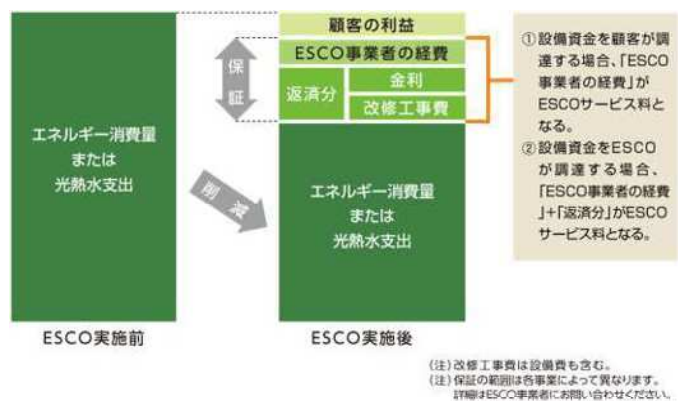 エネルギー消費量
または
光熱水支出
ESCO実施前
保証
削減
顧客の利益
ESCO事業者の経費
返済分
金利
改修工事費
エネルギー消費量
または
光熱水支出
ESCO実施後
①設備資金を顧客が調
達する場合、「ESCO
事業者の経費」が
ESCOサービス料と
なる。
②設備資金をESCO
が調達する場合、
「ESCO事業者の経費
」+「返済分」がESCO
サービス料となる。
(注)改修工事費は設備費も含む。
(注)保証の範囲は各事業によって異なります。
詳細はESCO事業者にお問い合わせください。